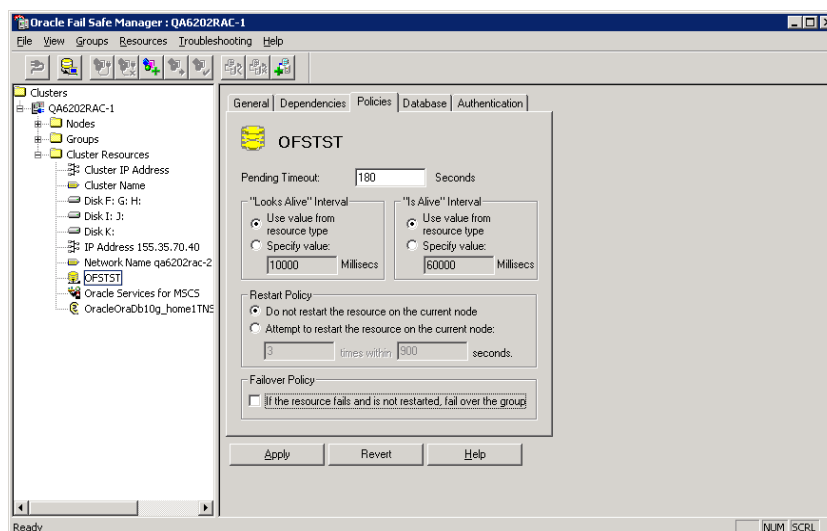 Oracle Fail Safe Manager : QA6202RAC-1
File View Groups Resources Troubleshooting Help
Clusters
QA6202RAC-1
Nodes
Groups
Cluster Resources
Cluster IP Address
Cluster Name
Disk F: G: H:
Disk I: J:
Disk K:
IP Address 155.35.70.40
Network Name qa6202rac-2
OFSTST
Oracle Services for MSCS
OracleOraDb10g_home1TNS
General Dependencies Policies Database Authentication
OFSTST
Pending Timeout: 180 Seconds
"Looks Alive" Interval
Use value from
resource type
Specify value:
10000 Millisecs
"Is Alive" Interval
Use value from
resource type
Specify value:
60000 Millisecs
Restart Policy
Do not restart the resource on the current node
Attempt to restart the resource on the current node:
3 times within 900 seconds.
Failover Policy
If the resource fails and is not restarted, fail over the group
Apply Revert Help
Ready NUM SCRL